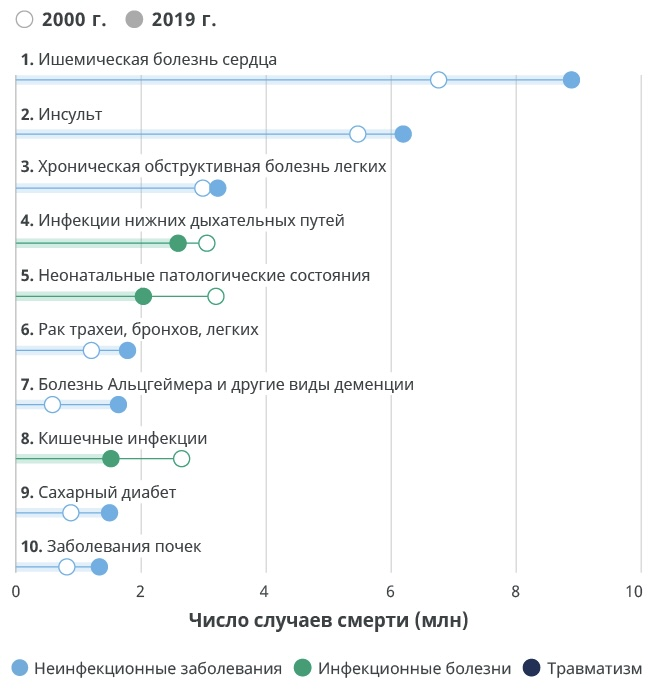 2000 г. 2019 г.
1. Ишемическая болезнь сердца
2. Инсульт
3. Хроническая обструктивная болезнь легких
4. Инфекции нижних дыхательных путей
5. Неонатальные патологические состояния
6. Рак трахеи, бронхов, легких
7. Болезнь Альцгеймера и другие виды деменции
8. Кишечные инфекции
9. Сахарный диабет
10. Заболевания почек
0 2 4 6 8 10
Число случаев смерти (млн)
Неинфекционные заболевания Инфекционные болезни Травматизм